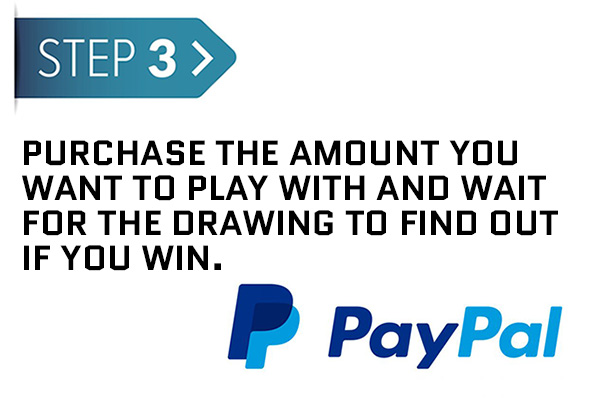 STEP 3 >
PURCHASE THE AMOUNT YOU
WANT TO PLAY WITH AND WAIT
FOR THE DRAWING TO FIND OUT
IF YOU WIN.
PayPal